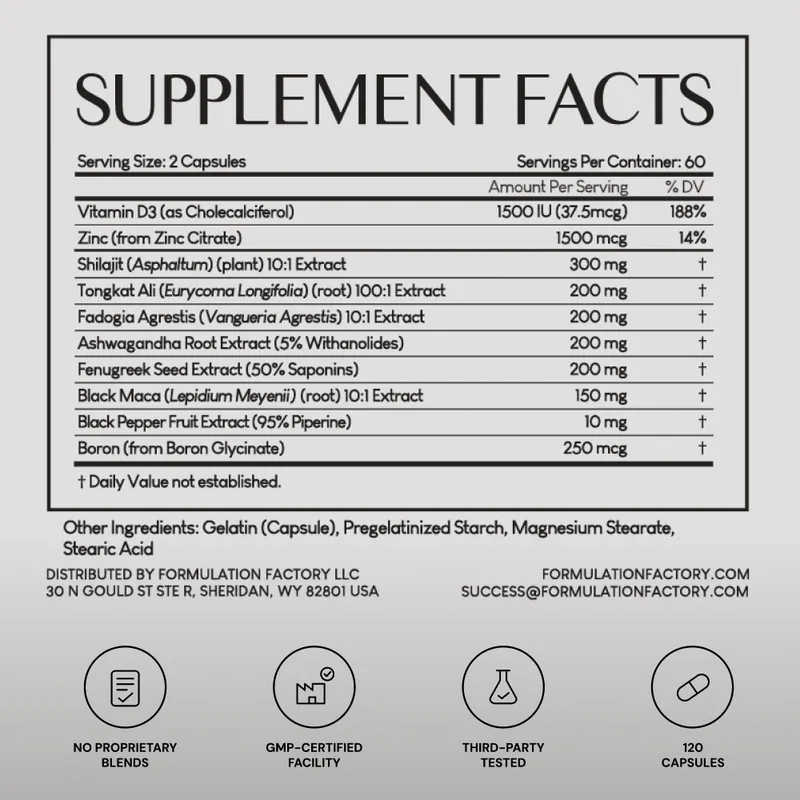 SUPPLEMENT FACTS
Serving Size: 2 Capsules Servings Per Container: 60
Amount Per Serving % DV
Vitamin D3 (as Cholecalciferol) 1500 IU (37.5mcg) 188%
Zinc (from Zinc Citrate) 1500 mcg 14%
Shilajit (Asphaltum) (plant) 10:1 Extract 300 mg †
Tongkat Ali (Eurycoma Longifolia) (root) 100:1 Extract 200 mg †
Fadogia Agrestis (Vangueria Agrestis) 10:1 Extract 200 mg †
Ashwagandha Root Extract (5% Withanolides) 200 mg †
Fenugreek Seed Extract (50% Saponins) 200 mg †
Black Maca (Lepidium Meyenii) (root) 10:1 Extract 150 mg †
Black Pepper Fruit Extract (95% Piperine) 10 mg †
Boron (from Boron Glycinate) 250 mcg †
† Daily Value not established.
Other Ingredients: Gelatin (Capsule), Pregelatinized Starch, Magnesium Stearate,
Stearic Acid
DISTRIBUTED BY FORMULATION FACTORY LLC
30 N GOULD ST STE R, SHERIDAN, WY 82801 USA
FORMULATIONFACTORY.COM
SUCCESS@FORMULATIONFACTORY.COM
NO PROPRIETARY
BLENDS
GMP-CERTIFIED
FACILITY
THIRD-PARTY
TESTED
120
CAPSULES